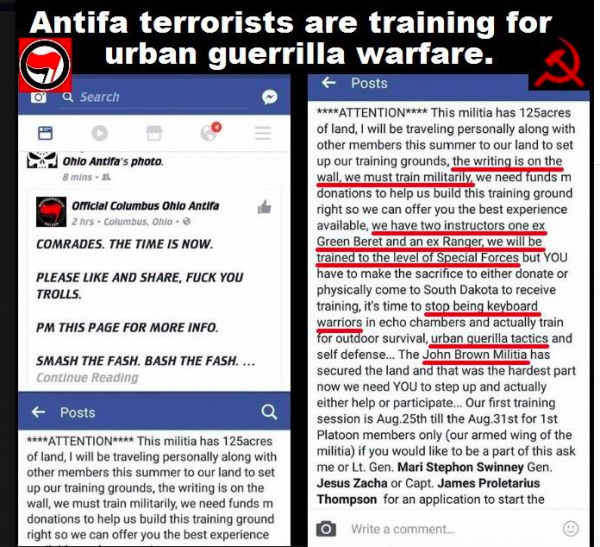 Antifa terrorists are training for
urban guerrilla warfare.
Search
Ohio Antifa's photo.
8 mins •
Official Columbus Ohio Antifa
2 hrs • Columbus, Ohio •
COMRADES. THE TIME IS NOW.
PLEASE LIKE AND SHARE, FUCK YOU
TROLLS.
PM THIS PAGE FOR MORE INFO.
SMASH THE FASH. BASH THE FASH. ...
Continue Reading
Posts
****ATTENTION**** This militia has 125acres
of land, I will be traveling personally along with
other members this summer to our land to set
up our training grounds, the writing is on the
wall, we must train militarily, we need funds m
donations to help us build this training ground
right so we can offer you the best experience
Posts
****ATTENTION**** This militia has 125acres
of land, I will be traveling personally along with
other members this summer to our land to set
up our training grounds, the writing is on the
wall, we must train militarily, we need funds m
donations to help us build this training ground
right so we can offer you the best experience
available, we have two instructors one ex
Green Beret and an ex Ranger, we will be
trained to the level of Special Forces but YOU
have to make the sacrifice to either donate or
physically come to South Dakota to receive
training, it's time to stop being keyboard
warriors in echo chambers and actually train
for outdoor survival, urban guerilla tactics and
self defense... The John Brown Militia has
secured the land and that was the hardest part
now we need YOU to step up and actually
either help or participate... Our first training
session is Aug.25th till the Aug.31st for 1st
Platoon members only (our armed wing of the
militia) if you would like to be a part of this ask
me or Lt. Gen. Mari Stephon Swinney Gen.
Jesus Zacha or Capt. James Proletarius
Thompson for an application to start the
Write a comment...